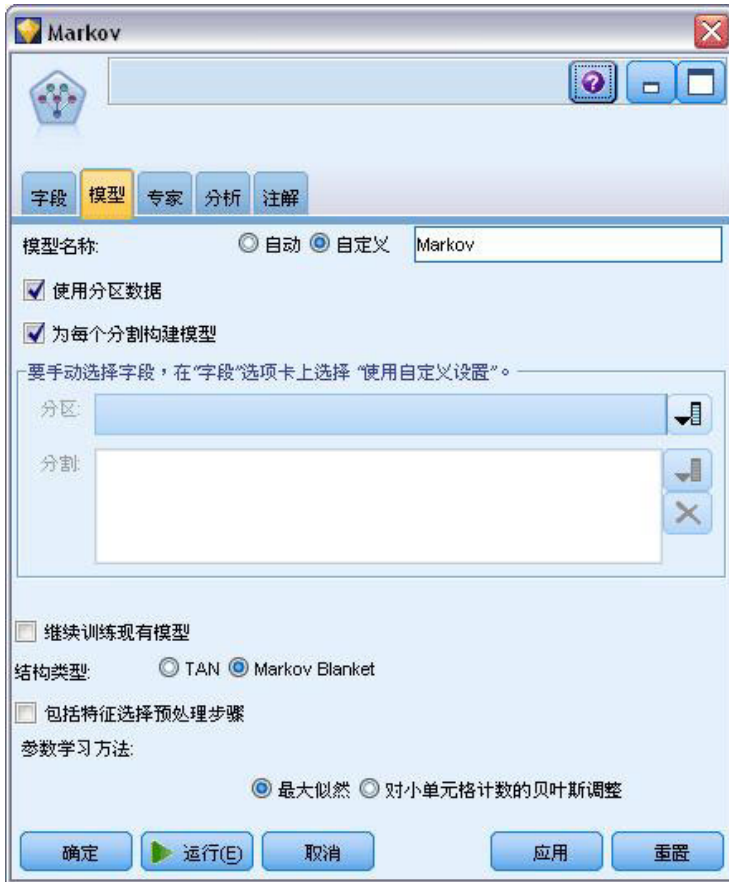 Markov
字段 模型 专家 分析 注解
模型名称: 自动 自定义 Markov
使用分区数据
为每个分割构建模型
要手动选择字段，在“字段”选项卡上选择 “使用自定义设置”。
分区:
分割:
继续训练现有模型
结构类型: TAN Markov Blanket
包括特征选择预处理步骤
参数学习方法:
最大似然 对小单元格计数的贝叶斯调整
确定 运行(E) 取消 应用 重置